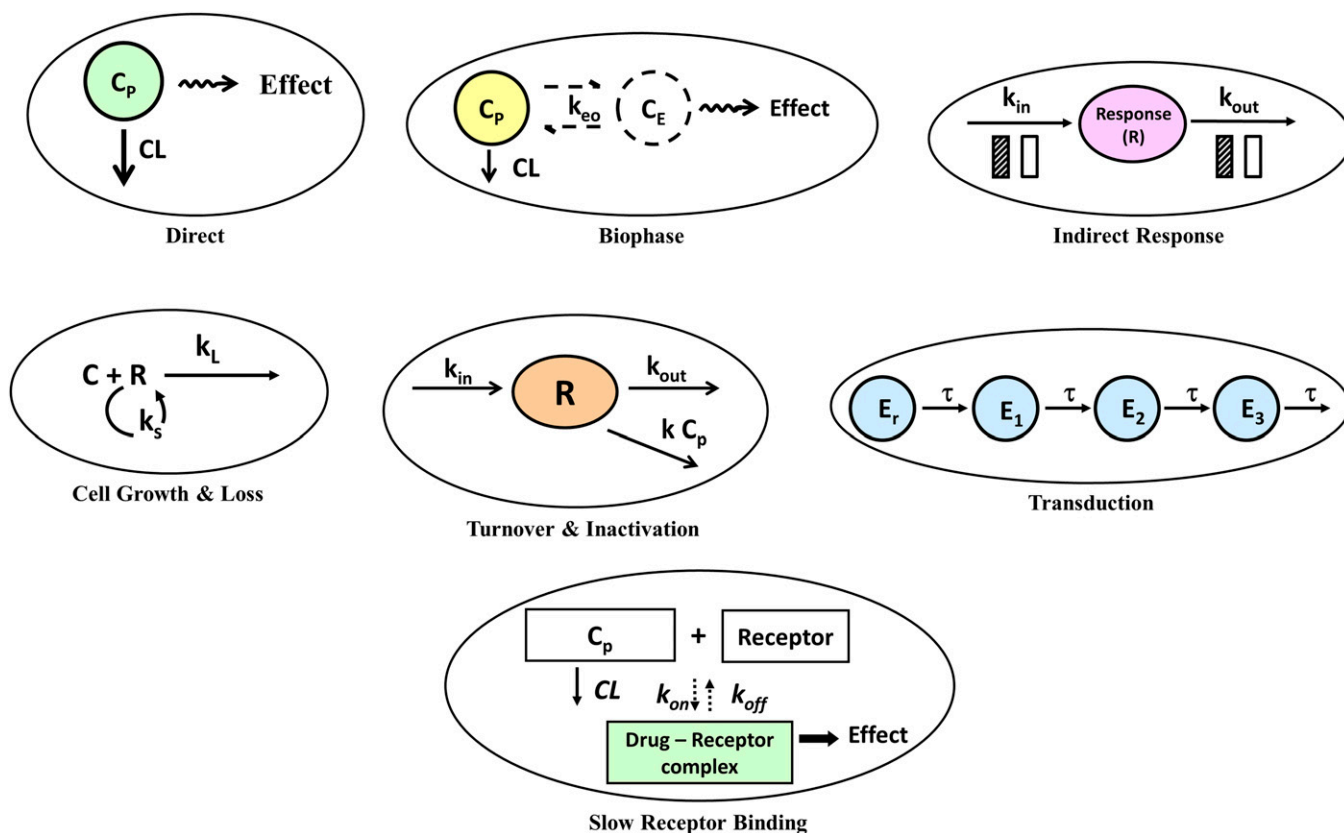 C_P Effect
CL
Direct
C_P k_eo C_E Effect
CL
Biophase
k_in Response (R) k_out
Indirect Response
k_L
C + R
k_s
Cell Growth & Loss
k_in R k_out
k C_p
Turnover & Inactivation
τ τ τ τ
E_r E_1 E_2 E_3
Transduction
C_p + Receptor
CL k_on k_off
Drug – Receptor complex Effect
Slow Receptor Binding